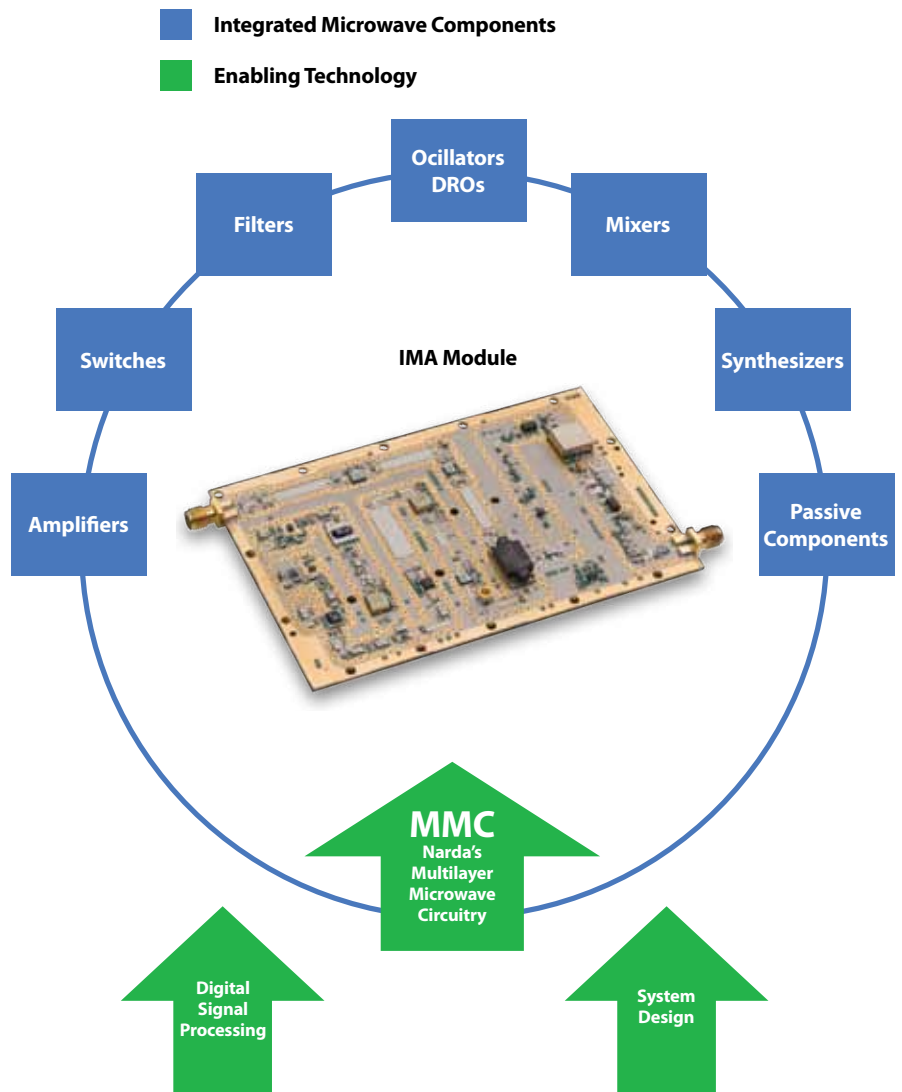 Integrated Microwave Components
Enabling Technology
Ocillators
DROs
Filters
Mixers
Switches
IMA Module
Synthesizers
Amplifiers
Passive
Components
MMC
Narda's
Multilayer
Microwave
Circuitry
Digital
Signal
Processing
System
Design